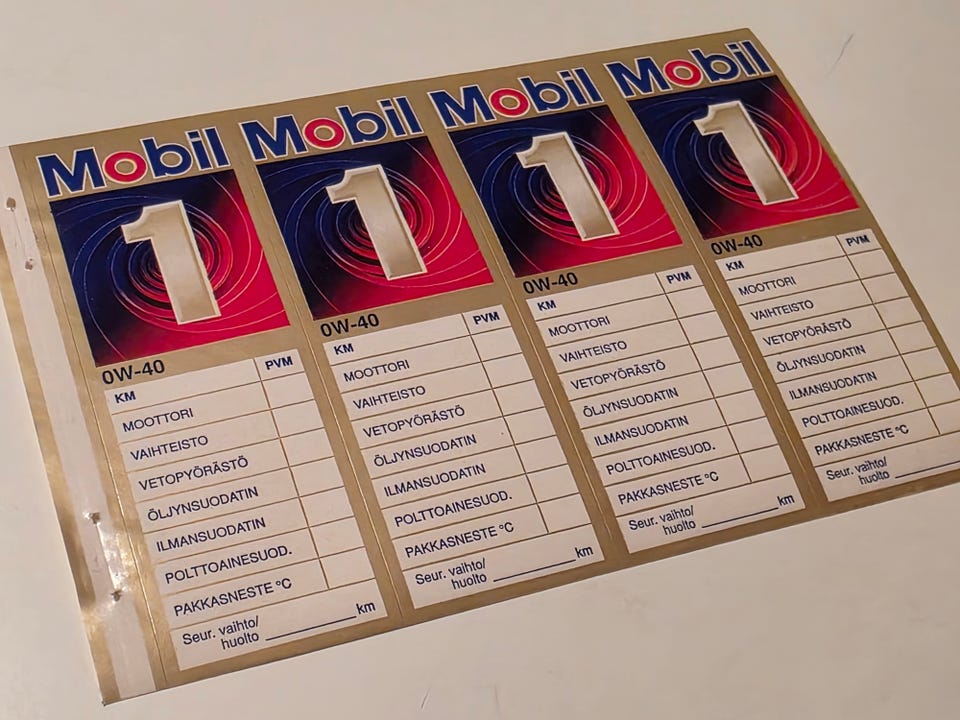 Mobil
1
0W-40
KM PVM
MOOTTORI
VAIHTEISTO
VETOPYÖRÄSTÖ
ÖLJYNSUODATIN
ILMANSUODATIN
POLTTOAINESUOD.
PAKKASNESTE °C
Seur. vaihto/
huolto km
Mobil
1
0W-40
KM PVM
MOOTTORI
VAIHTEISTO
VETOPYÖRÄSTÖ
ÖLJYNSUODATIN
ILMANSUODATIN
POLTTOAINESUOD.
PAKKASNESTE °C
Seur. vaihto/
huolto km
Mobil
1
0W-40
KM PVM
MOOTTORI
VAIHTEISTO
VETOPYÖRÄSTÖ
ÖLJYNSUODATIN
ILMANSUODATIN
POLTTOAINESUOD.
PAKKASNESTE °C
Seur. vaihto/
huolto km
Mobil
1
0W-40
KM PVM
MOOTTORI
VAIHTEISTO
VETOPYÖRÄSTÖ
ÖLJYNSUODATIN
ILMANSUODATIN
POLTTOAINESUOD.
PAKKASNESTE °C
Seur. vaihto/
huolto